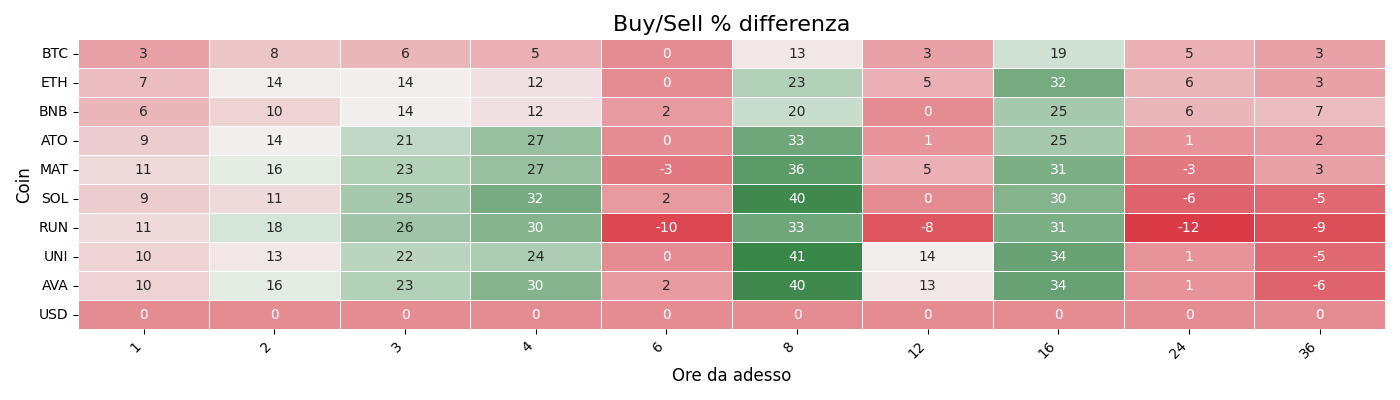 Buy/Sell % differenza
Coin
BTC 3 8 6 5 0 13 3 19 5 3
ETH 7 14 14 12 0 23 5 32 6 3
BNB 6 10 14 12 2 20 0 25 6 7
ATO 9 14 21 27 0 33 1 25 1 2
MAT 11 16 23 27 -3 36 5 31 -3 3
SOL 9 11 25 32 2 40 0 30 -6 -5
RUN 11 18 26 30 -10 33 -8 31 -12 -9
UNI 10 13 22 24 0 41 14 34 1 -5
AVA 10 16 23 30 2 40 13 34 1 -6
USD 0 0 0 0 0 0 0 0 0 0
1 2 3 4 6 8 12 16 24 36
Ore da adesso